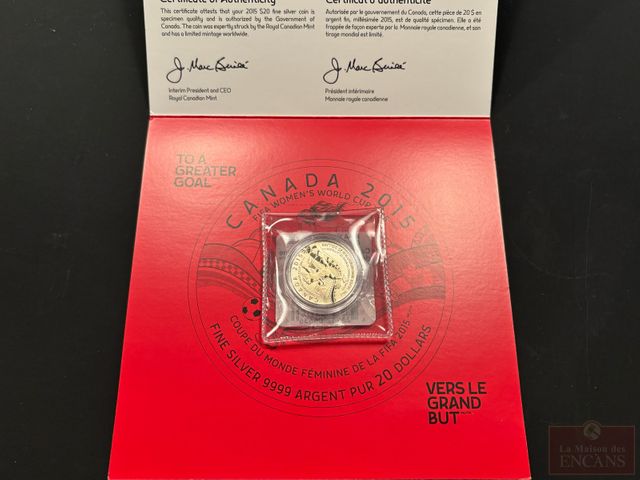 Certificate of Authenticity
This certificate attests that your 2015 $20 fine silver coin is
specimen quality and is authorized by the Government of
Canada. The coin was expertly struck by the Royal Canadian Mint
and has a limited mintage worldwide.
Interim President and CEO
Royal Canadian Mint
Certificat d'authenticité
Autorisée par le gouvernement du Canada, cette pièce de 20 $ en
argent fin, millésimée 2015, est de qualité spécimen. Elle a été
frappée de façon experte par la Monnaie royale canadienne, et son
tirage mondial est limité.
Président intérimaire
Monnaie royale canadienne
TO A
GREATER
GOAL
CANADA 2015
FIFA WOMEN'S WORLD CUP
COUPE DU MONDE FÉMININE DE LA FIFA 2015
FINE SILVER 9999 ARGENT PUR 20 DOLLARS
VERS LE
GRAND
BUT
La Maison des
ENCANS